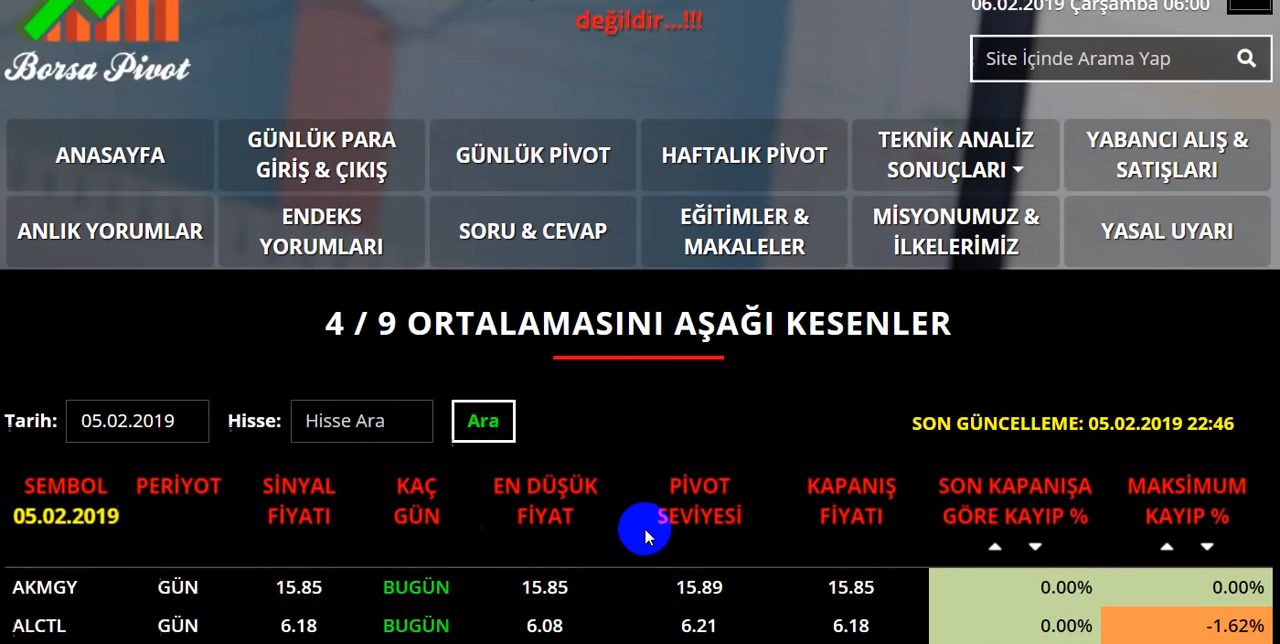 değildir...!!!
06.02.2019 Çarşamba 06:00
Borsa Pivot
Site İçinde Arama Yap
ANASAYFA
GÜNLÜK PARA
GİRİŞ & ÇIKIŞ
GÜNLÜK PİVOT
HAFTALIK PİVOT
TEKNİK ANALİZ
SONUÇLARI
YABANCI ALIŞ &
SATIŞLARI
ANLIK YORUMLAR
ENDEKS
YORUMLARI
SORU & CEVAP
EĞİTİMLER &
MAKALELER
MİSYONUMUZ &
İLKELERİMİZ
YASAL UYARI
4 / 9 ORTALAMASINI AŞAĞI KESENLER
Tarih: 05.02.2019 Hisse: Hisse Ara Ara
SON GÜNCELLEME: 05.02.2019 22:46
SEMBOL
05.02.2019
PERİYOT
SİNYAL
FİYATI
KAÇ
GÜN
EN DÜŞÜK
FİYAT
PİVOT
SEVİYESİ
KAPANIŞ
FİYATI
SON KAPANIŞA
GÖRE KAYIP %
MAKSİMUM
KAYIP %
AKMGY GÜN 15.85 BUGÜN 15.85 15.89 15.85 0.00% 0.00%
ALCTL GÜN 6.18 BUGÜN 6.08 6.21 6.18 0.00% -1.62%